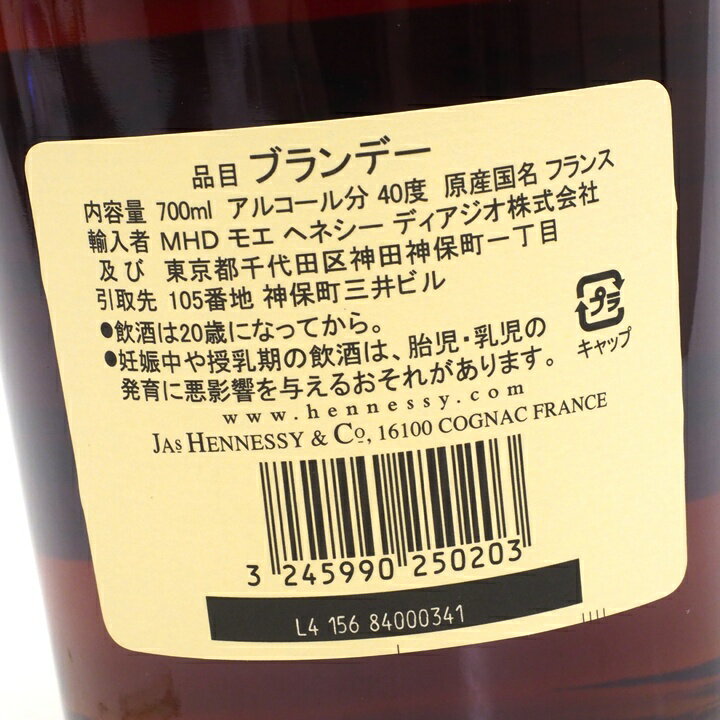 品目 ブランデー
内容量 700ml アルコール分 40度 原産国名 フランス
輸入者 MHD モエ ヘネシー ディアジオ株式会社
及び 東京都千代田区神田神保町一丁目
引取先 105番地 神保町三井ビル
●飲酒は20歳になってから。
●妊娠中や授乳期の飲酒は、胎児・乳児の
発育に悪影響を与えるおそれがあります。
プラ
キャップ
www.hennessy.com
JAS HENNESSY & Cº, 16100 COGNAC FRANCE
3 245990 250203
L4 156 84000341